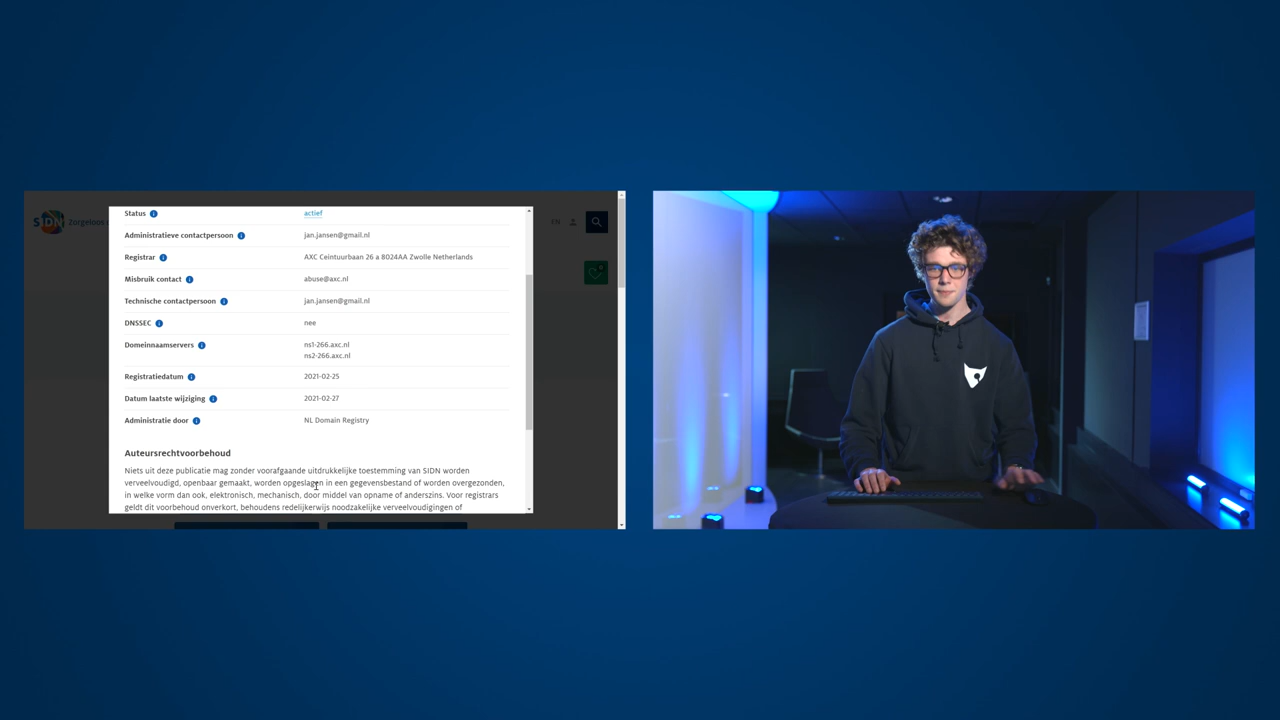 SIDN Zorgeloos
EN
Status i actief
Administratieve contactpersoon i jan.jansen@gmail.nl
Registrar i AXC Ceintuurbaan 26 a 8024AA Zwolle Netherlands
Misbruik contact i abuse@axc.nl
Technische contactpersoon i jan.jansen@gmail.nl
DNSSEC i nee
Domeinnaamservers i ns1-266.axc.nl
ns2-266.axc.nl
Registratiedatum i 2021-02-25
Datum laatste wijziging i 2021-02-27
Administratie door i NL Domain Registry
Auteursrechtvoorbehoud
Niets uit deze publicatie mag zonder voorafgaande uitdrukkelijke toestemming van SIDN worden
verveelvoudigd, openbaar gemaakt, worden opgeslagen in een gegevensbestand of worden overgezonden,
in welke vorm dan ook, elektronisch, mechanisch, door middel van opname of anderszins. Voor registrars
geldt dit voorbehoud onverkort, behoudens redelijkerwijs noodzakelijke verveelvoudigingen of